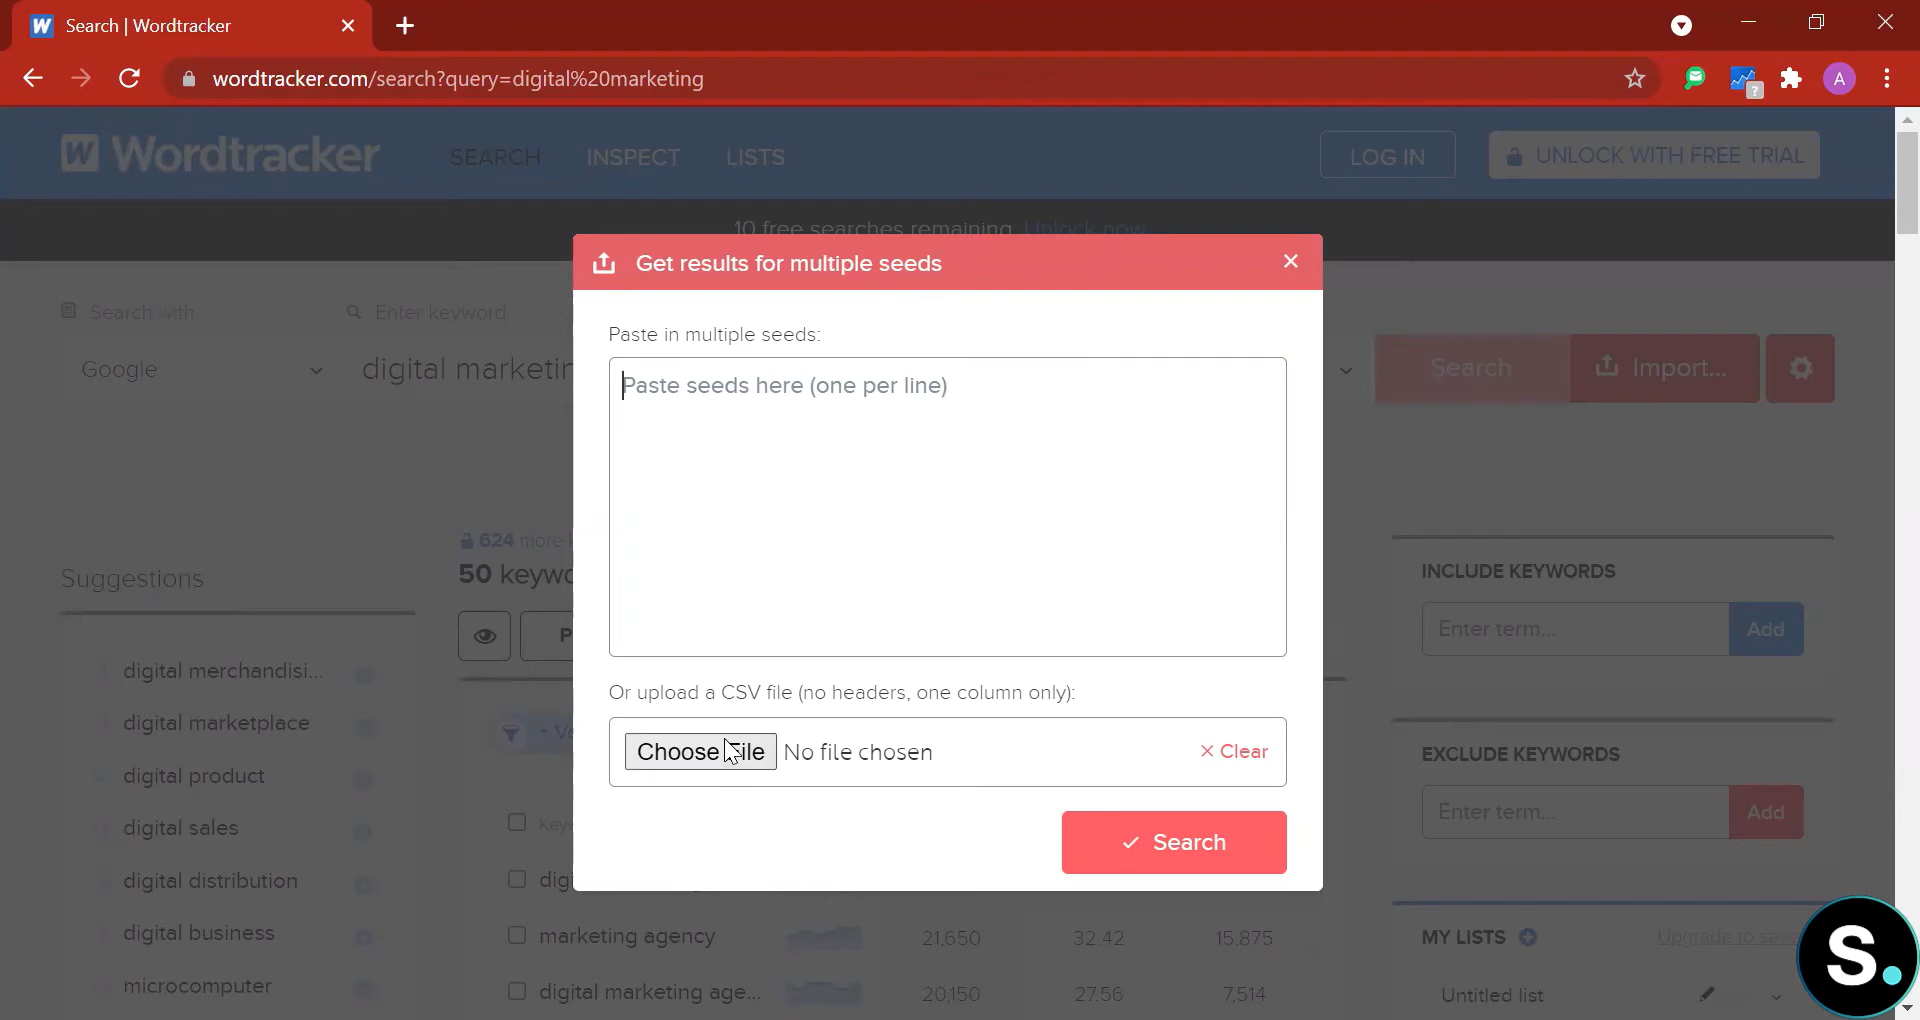 W Search | Wordtracker
wordtracker.com/search?query=digital%20marketing
A
?
W Wordtracker
SEARCH
INSPECT
LISTS
LOG IN
UNLOCK WITH FREE TRIAL
10 free searches remaining. Unlock now
Get results for multiple seeds
Search with
Enter keyword
Paste in multiple seeds:
Google
digital marketin
Search
Import...
Paste seeds here (one per line)
624 more
50 keywo
Suggestions
INCLUDE KEYWORDS
Enter term...
Add
P
digital merchandisi...
digital marketplace
digital product
digital sales
digital distribution
digital business
microcomputer
Or upload a CSV file (no headers, one column only):
Choose File
No file chosen
Clear
EXCLUDE KEYWORDS
Enter term...
Add
Search
dig
marketing agency
21,650
32.42
15,875
digital marketing age...
20,150
27.56
7,514
MY LISTS
Untitled list
S.